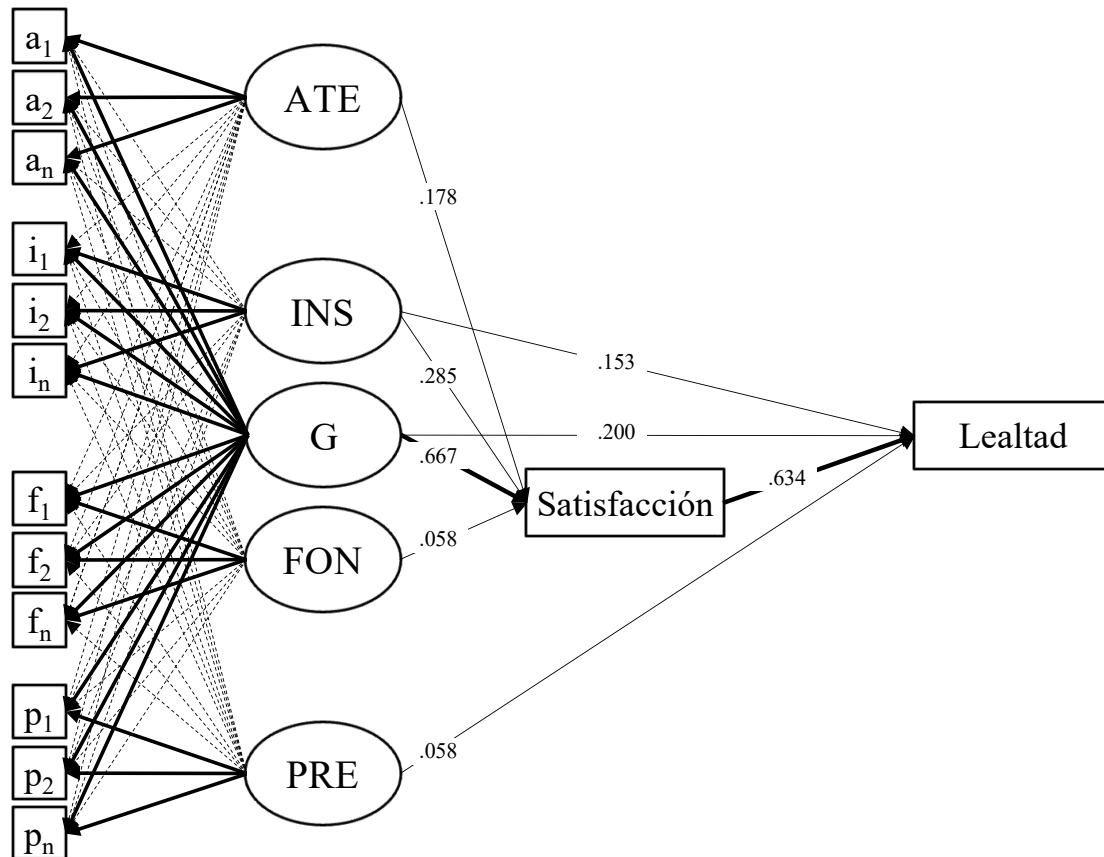 a1
a2
an
i1
i2
in
f1
f2
fn
p1
p2
pn
ATE
INS
G
FON
PRE
.178
.285
.667
.058
.153
.200
.634
.058
Satisfacción
Lealtad